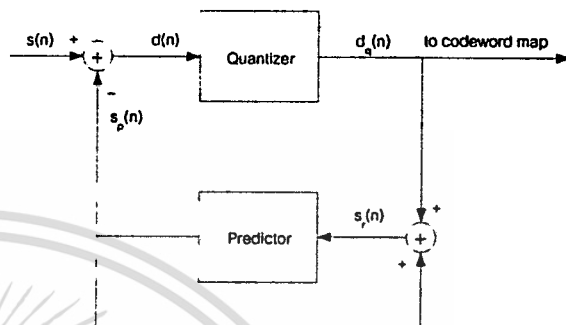 s(n) + − + d(n) Quantizer d_q(n) to codeword map
−
s_p(n)
+
Predictor s_r(n) +
+